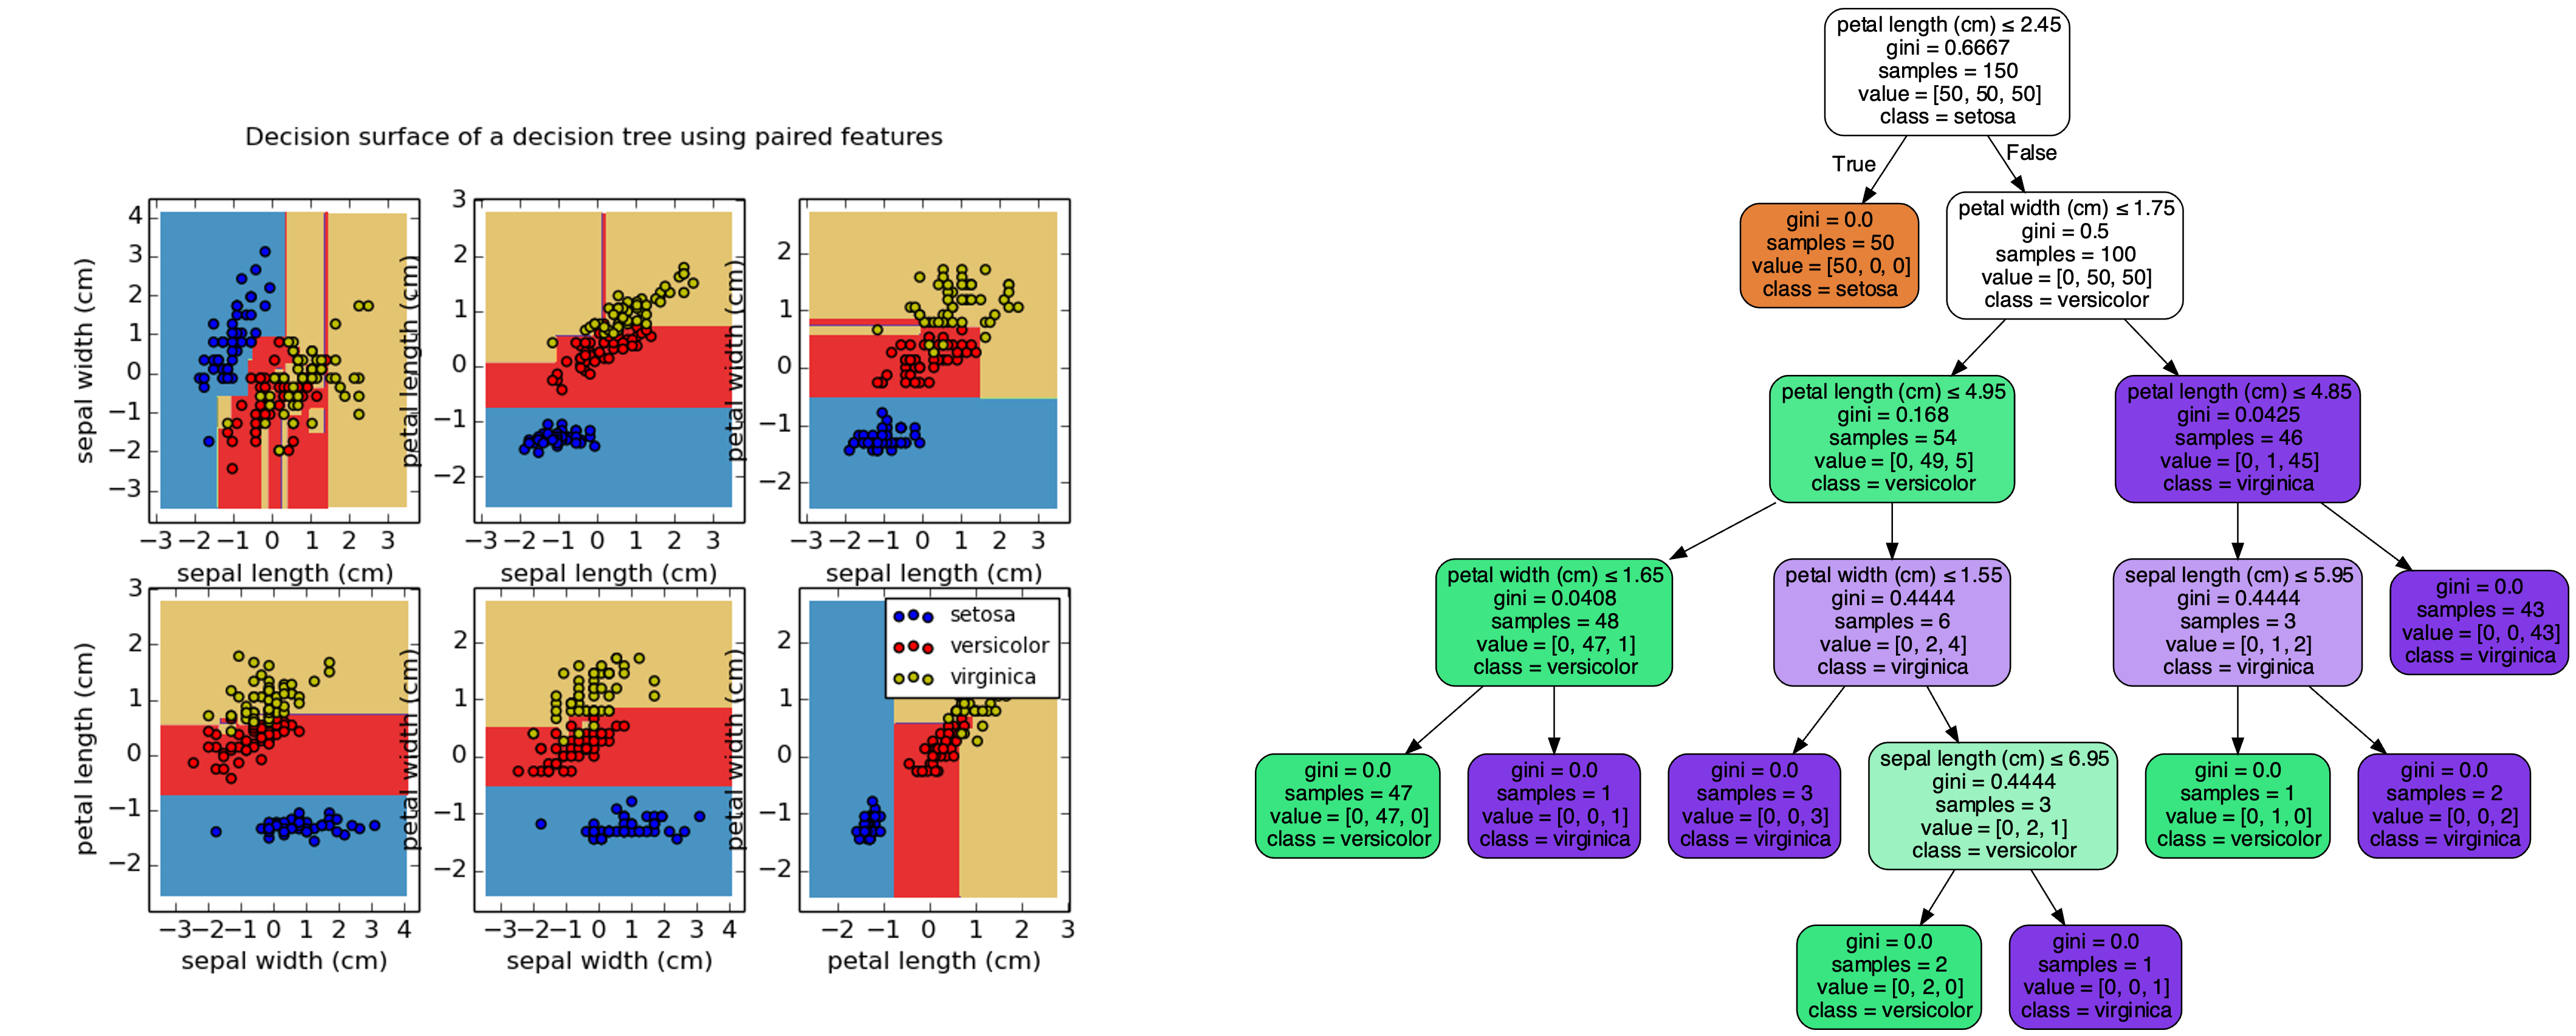 Decision surface of a decision tree using paired features
4
3
2
1
0
−1
−2
−3
sepal width (cm)
−3 −2 −1 0 1 2 3
sepal length (cm)
3
2
1
0
−1
−2
petal length (cm)
−3 −2 −1 0 1 2 3
sepal length (cm)
2
1
0
−1
−2
petal width (cm)
−3 −2 −1 0 1 2 3
sepal length (cm)
3
2
1
0
−1
−2
petal length (cm)
−3 −2 −1 0 1 2 3 4
sepal width (cm)
2
1
0
−1
−2
petal width (cm)
−3 −2 −1 0 1 2 3 4
sepal width (cm)
2
1
0
−1
−2
petal width (cm)
setosa
versicolor
virginica
−2 −1 0 1 2 3
petal length (cm)
petal length (cm) ≤ 2.45
gini = 0.6667
samples = 150
value = [50, 50, 50]
class = setosa
True
False
gini = 0.0
samples = 50
value = [50, 0, 0]
class = setosa
petal width (cm) ≤ 1.75
gini = 0.5
samples = 100
value = [0, 50, 50]
class = versicolor
petal length (cm) ≤ 4.95
gini = 0.168
samples = 54
value = [0, 49, 5]
class = versicolor
petal length (cm) ≤ 4.85
gini = 0.0425
samples = 46
value = [0, 1, 45]
class = virginica
petal width (cm) ≤ 1.65
gini = 0.0408
samples = 48
value = [0, 47, 1]
class = versicolor
petal width (cm) ≤ 1.55
gini = 0.4444
samples = 6
value = [0, 2, 4]
class = virginica
sepal length (cm) ≤ 5.95
gini = 0.4444
samples = 3
value = [0, 1, 2]
class = virginica
gini = 0.0
samples = 43
value = [0, 0, 43]
class = virginica
gini = 0.0
samples = 47
value = [0, 47, 0]
class = versicolor
gini = 0.0
samples = 1
value = [0, 0, 1]
class = virginica
gini = 0.0
samples = 3
value = [0, 0, 3]
class = virginica
sepal length (cm) ≤ 6.95
gini = 0.4444
samples = 3
value = [0, 2, 1]
class = versicolor
gini = 0.0
samples = 1
value = [0, 1, 0]
class = versicolor
gini = 0.0
samples = 2
value = [0, 0, 2]
class = virginica
gini = 0.0
samples = 2
value = [0, 2, 0]
class = versicolor
gini = 0.0
samples = 1
value = [0, 0, 1]
class = virginica